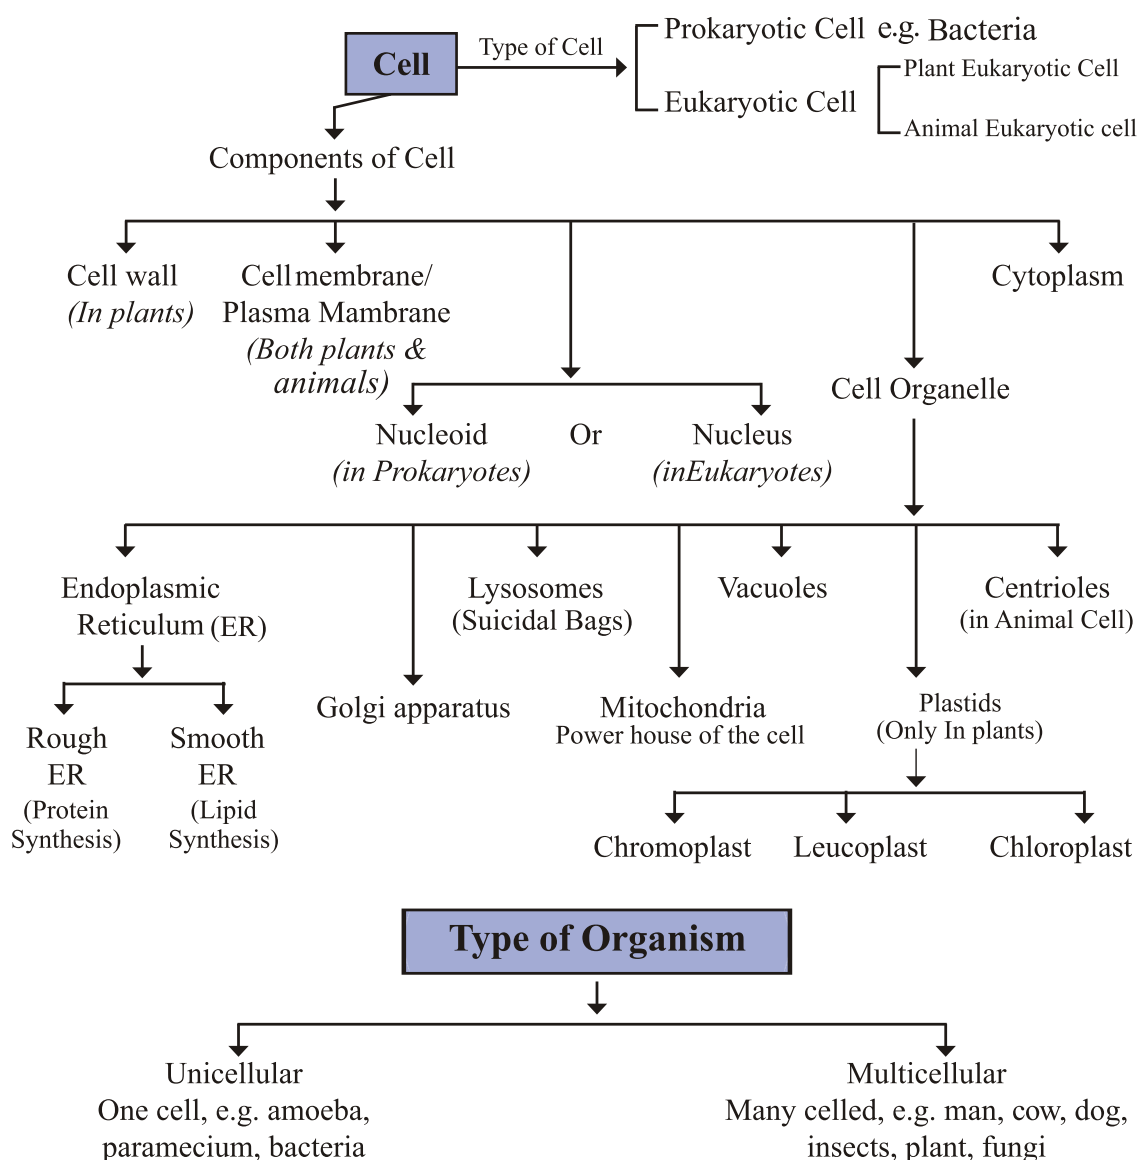 Cell
Type of Cell
Prokaryotic Cell e.g. Bacteria
Eukaryotic Cell
Plant Eukaryotic Cell
Animal Eukaryotic cell
Components of Cell
Cell wall
(In plants)
Cell membrane/
Plasma Mambrane
(Both plants &
animals)
Nucleoid
(in Prokaryotes)
Or
Nucleus
(inEukaryotes)
Cell Organelle
Cytoplasm
Endoplasmic
Reticulum (ER)
Rough
ER
(Protein
Synthesis)
Smooth
ER
(Lipid
Synthesis)
Golgi apparatus
Lysosomes
(Suicidal Bags)
Mitochondria
Power house of the cell
Vacuoles
Plastids
(Only In plants)
Chromoplast
Leucoplast
Chloroplast
Centrioles
(in Animal Cell)
Type of Organism
Unicellular
One cell, e.g. amoeba,
paramecium, bacteria
Multicellular
Many celled, e.g. man, cow, dog,
insects, plant, fungi